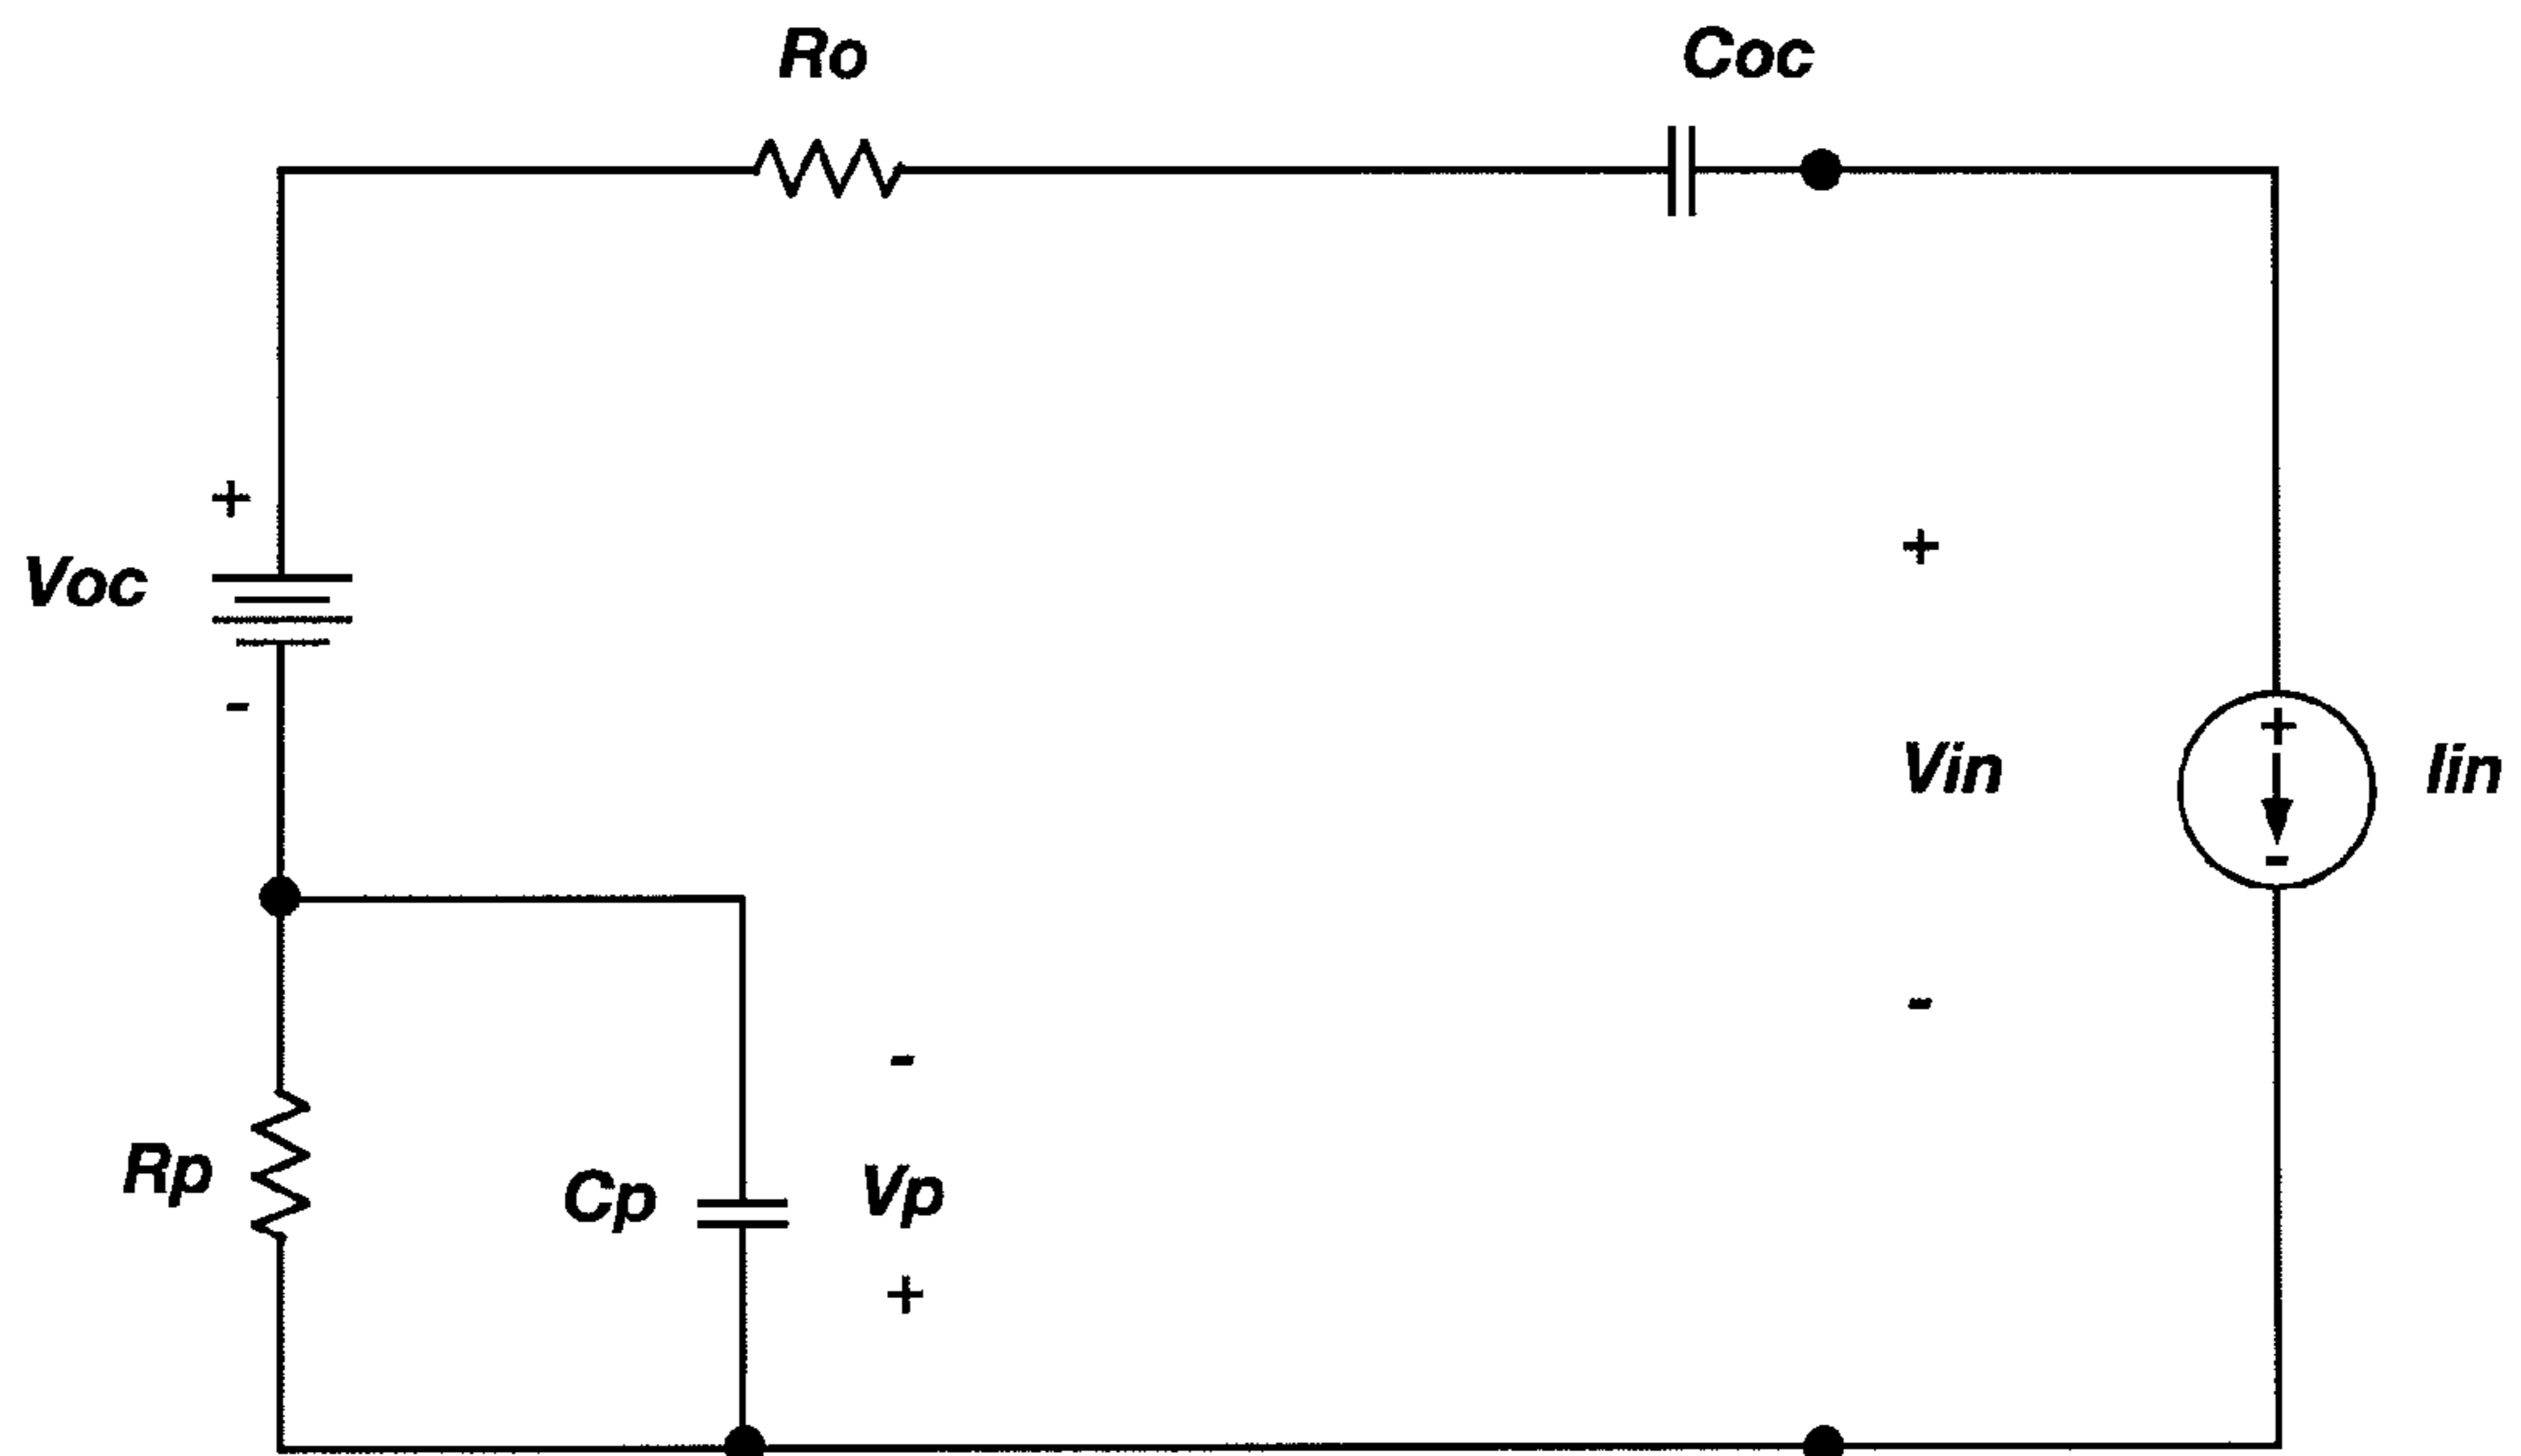 Ro
Coc
+
Voc
-
+
Vin
-
+
-
Iin
Rp
Cp
-
Vp
+